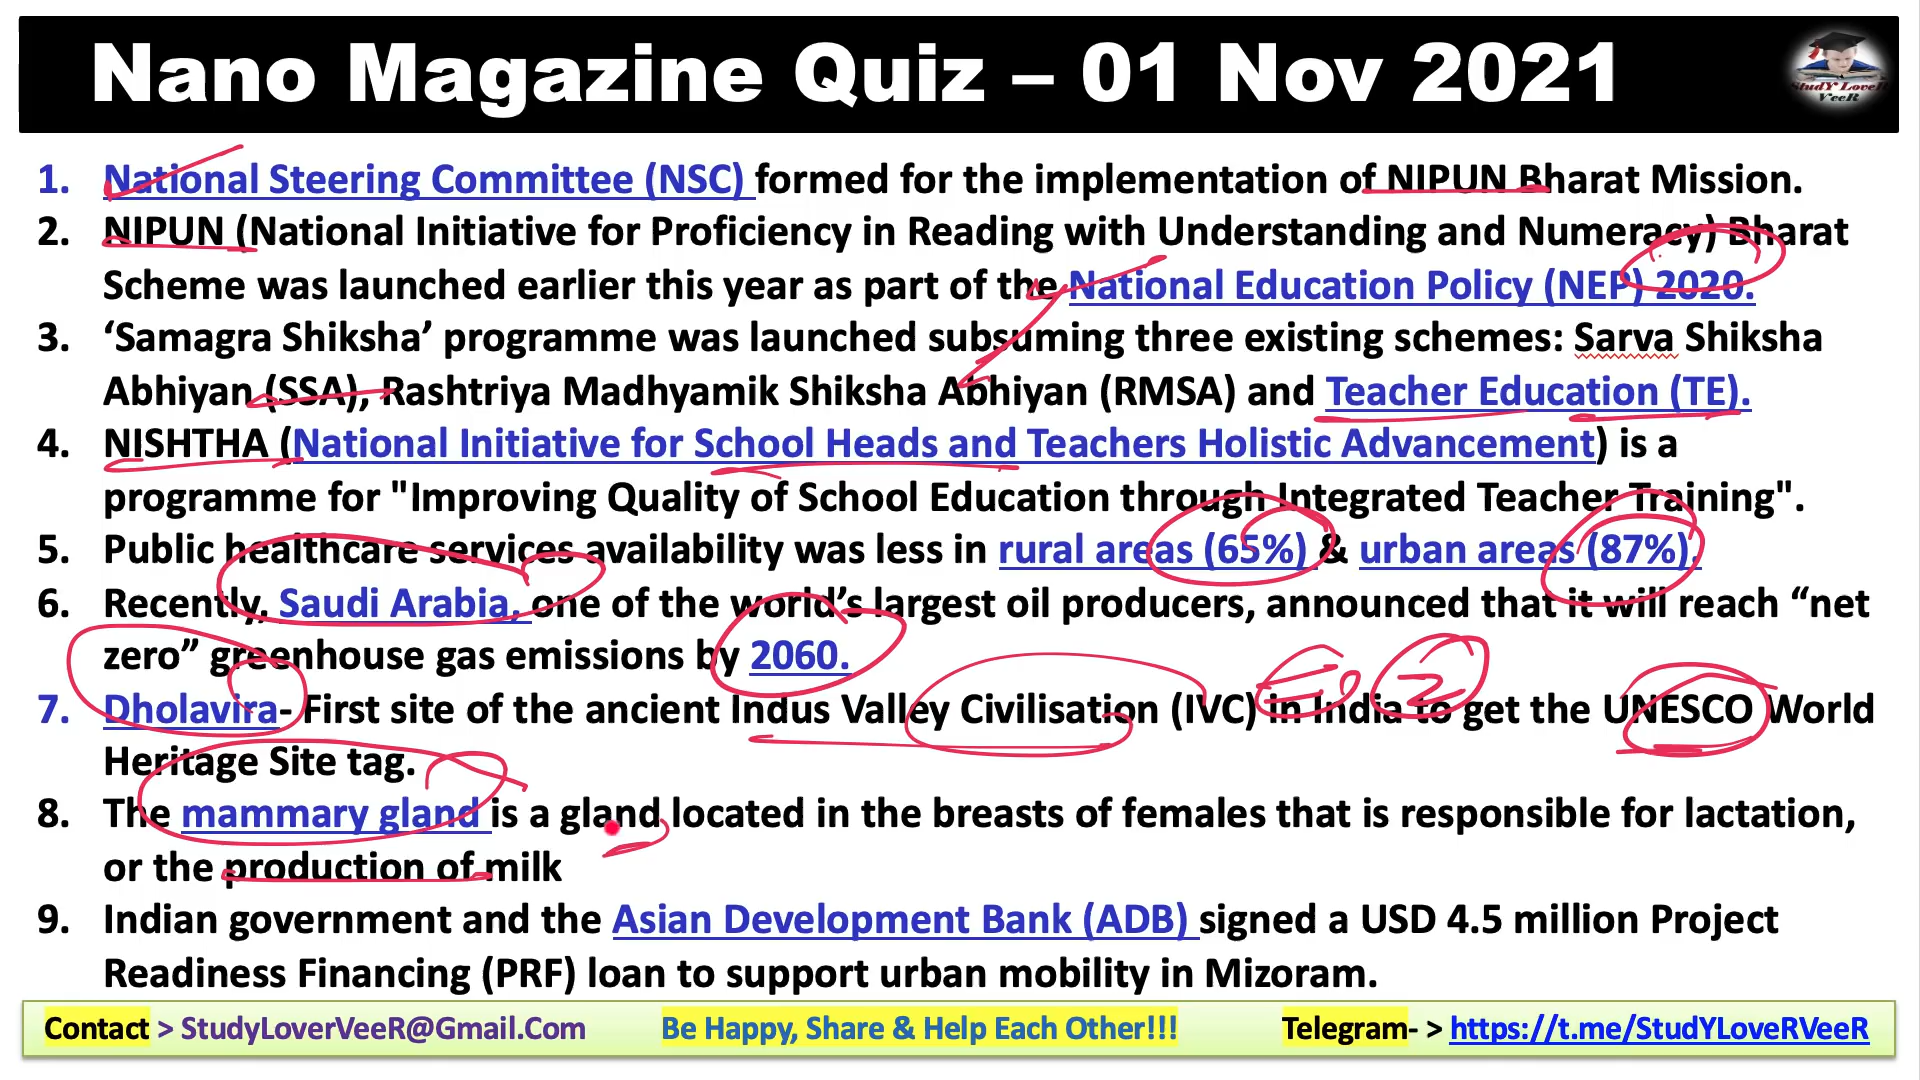 Nano Magazine Quiz – 01 Nov 2021
StudY LoveR
VeeR
1. National Steering Committee (NSC) formed for the implementation of NIPUN Bharat Mission.
2. NIPUN (National Initiative for Proficiency in Reading with Understanding and Numeracy) Bharat
Scheme was launched earlier this year as part of the National Education Policy (NEP) 2020.
3. ‘Samagra Shiksha’ programme was launched subsuming three existing schemes: Sarva Shiksha
Abhiyan (SSA), Rashtriya Madhyamik Shiksha Abhiyan (RMSA) and Teacher Education (TE).
4. NISHTHA (National Initiative for School Heads and Teachers Holistic Advancement) is a
programme for "Improving Quality of School Education through Integrated Teacher Training".
5. Public healthcare services availability was less in rural areas (65%) & urban areas (87%).
6. Recently, Saudi Arabia, one of the world’s largest oil producers, announced that it will reach “net
zero” greenhouse gas emissions by 2060.
7. Dholavira- First site of the ancient Indus Valley Civilisation (IVC) in India to get the UNESCO World
Heritage Site tag.
8. The mammary gland is a gland located in the breasts of females that is responsible for lactation,
or the production of milk
9. Indian government and the Asian Development Bank (ADB) signed a USD 4.5 million Project
Readiness Financing (PRF) loan to support urban mobility in Mizoram.
Contact > StudyLoverVeeR@Gmail.Com Be Happy, Share & Help Each Other!!! Telegram- > https://t.me/StudYLoveRVeeR